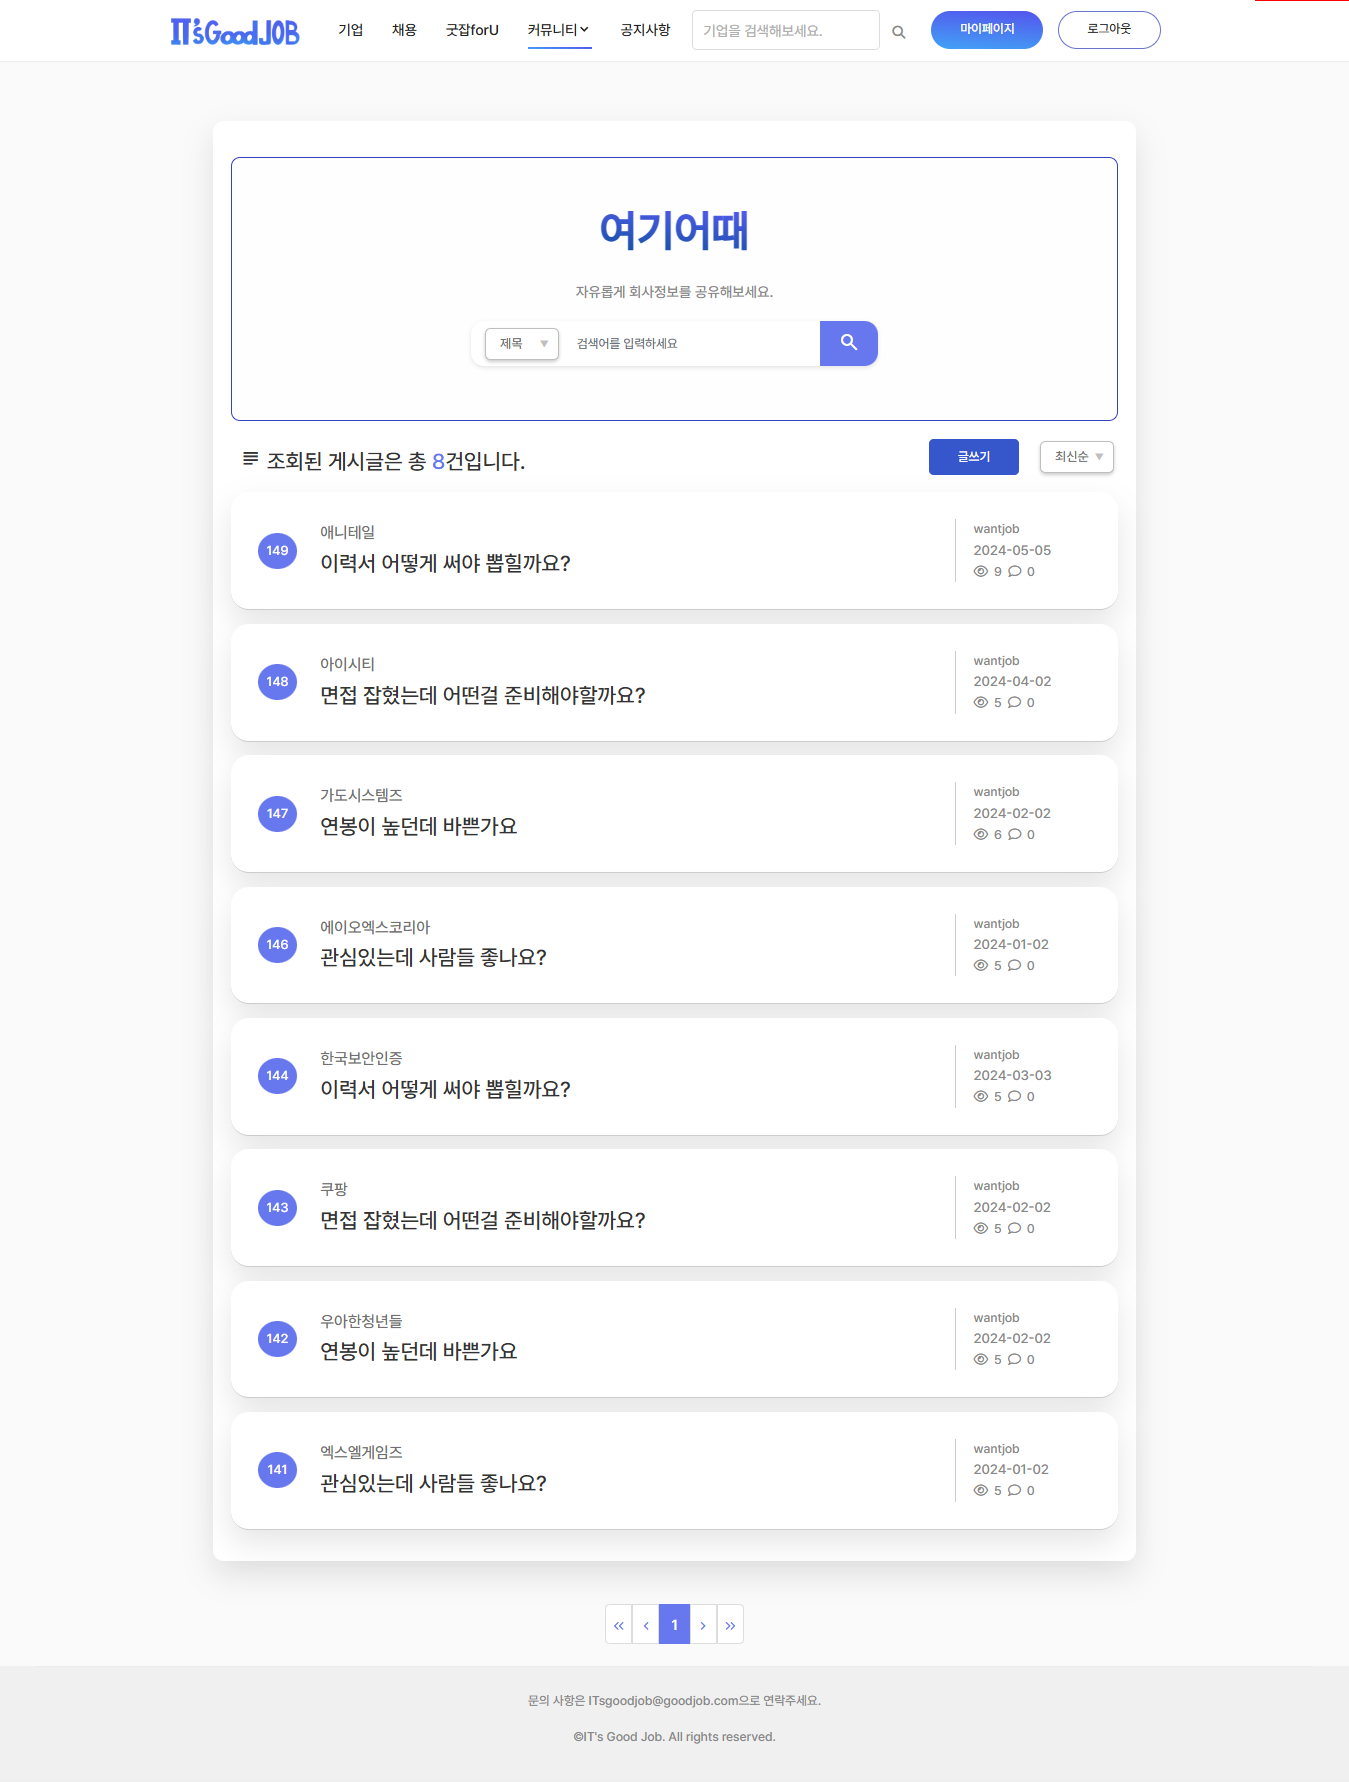 IT's Good JOB 기업 채용 굿잡forU 커뮤니티 공지사항 기업을 검색해보세요. 마이페이지 로그아웃
여기어때
자유롭게 회사정보를 공유해보세요.
제목 ▼ 검색어를 입력하세요
조회된 게시글은 총 8건입니다. 글쓰기 최신순 ▼
149
애니테일
이력서 어떻게 써야 뽑힐까요?
wantjob
2024-05-05
9 0
148
아이시티
면접 잡혔는데 어떤걸 준비해야할까요?
wantjob
2024-04-02
5 0
147
가도시스템즈
연봉이 높던데 바쁜가요
wantjob
2024-02-02
6 0
146
에이오엑스코리아
관심있는데 사람들 좋나요?
wantjob
2024-01-02
5 0
144
한국보안인증
이력서 어떻게 써야 뽑힐까요?
wantjob
2024-03-03
5 0
143
쿠팡
면접 잡혔는데 어떤걸 준비해야할까요?
wantjob
2024-02-02
5 0
142
우아한청년들
연봉이 높던데 바쁜가요
wantjob
2024-02-02
5 0
141
엑스엘게임즈
관심있는데 사람들 좋나요?
wantjob
2024-01-02
5 0
« ‹ 1 › »
문의 사항은 ITsgoodjob@goodjob.com으로 연락주세요.
©IT's Good Job. All rights reserved.